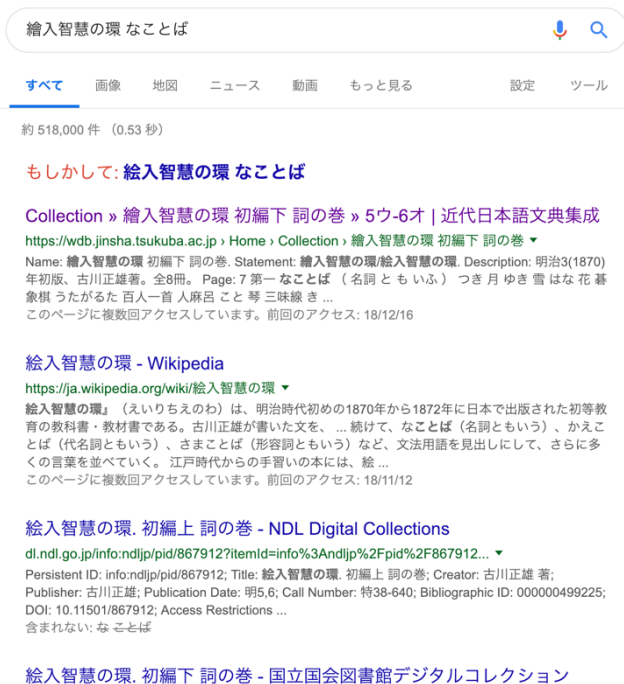 繪入智慧の環 なことば
すべて 画像 地図 ニュース 動画 もっと見る 設定 ツール
約 518,000 件 （0.53 秒）
もしかして: 絵入智慧の環 なことば
Collection » 繪入智慧の環 初編下 詞の巻 » 5ウ-6オ | 近代日本語文典集成
https://wdb.jinsha.tsukuba.ac.jp › Home › Collection › 繪入智慧の環 初編下 詞の巻
Name: 繪入智慧の環 初編下 詞の巻. Statement: 繪入智慧の環/絵入智慧の環. Description: 明治3(1870)
年初版、古川正雄著。全8冊。 Page: 7 第一 なことば （ 名詞 と も いふ ） つき 月 ゆき 雪 はな 花 碁
象棋 うたがるた 百人一首 人麻呂 こと 琴 三味線 き ...
このページに複数回アクセスしています。前回のアクセス: 18/12/16
絵入智慧の環 - Wikipedia
https://ja.wikipedia.org/wiki/絵入智慧の環
絵入智慧の環』（えいりちえのわ）は、明治時代初めの1870年から1872年に日本で出版された初等教
育の教科書・教材書である。古川正雄が書いた文を、 ... 続けて、なことば（名詞ともいう）、かえこ
とば（代名詞ともいう）、さまことば（形容詞ともいう）など、文法用語を見出しにして、さらに多
くの言葉を並べていく。 江戸時代からの手習いの本には、絵 ...
このページに複数回アクセスしています。前回のアクセス: 18/11/12
絵入智慧の環. 初編上 詞の巻 - NDL Digital Collections
dl.ndl.go.jp/info:ndljp/pid/867912?itemId=info%3Andljp%2Fpid%2F867912...
Persistent ID: info:ndljp/pid/867912; Title: 絵入智慧の環. 初編上 詞の巻; Creator: 古川正雄 著;
Publisher: 古川正雄; Publication Date: 明5,6; Call Number: 特38-640; Bibliographic ID: 000000499225;
DOI: 10.11501/867912; Access Restrictions ...
含まれない: な ことば
絵入智慧の環. 初編下 詞の巻 - 国立国会図書館デジタルコレクション